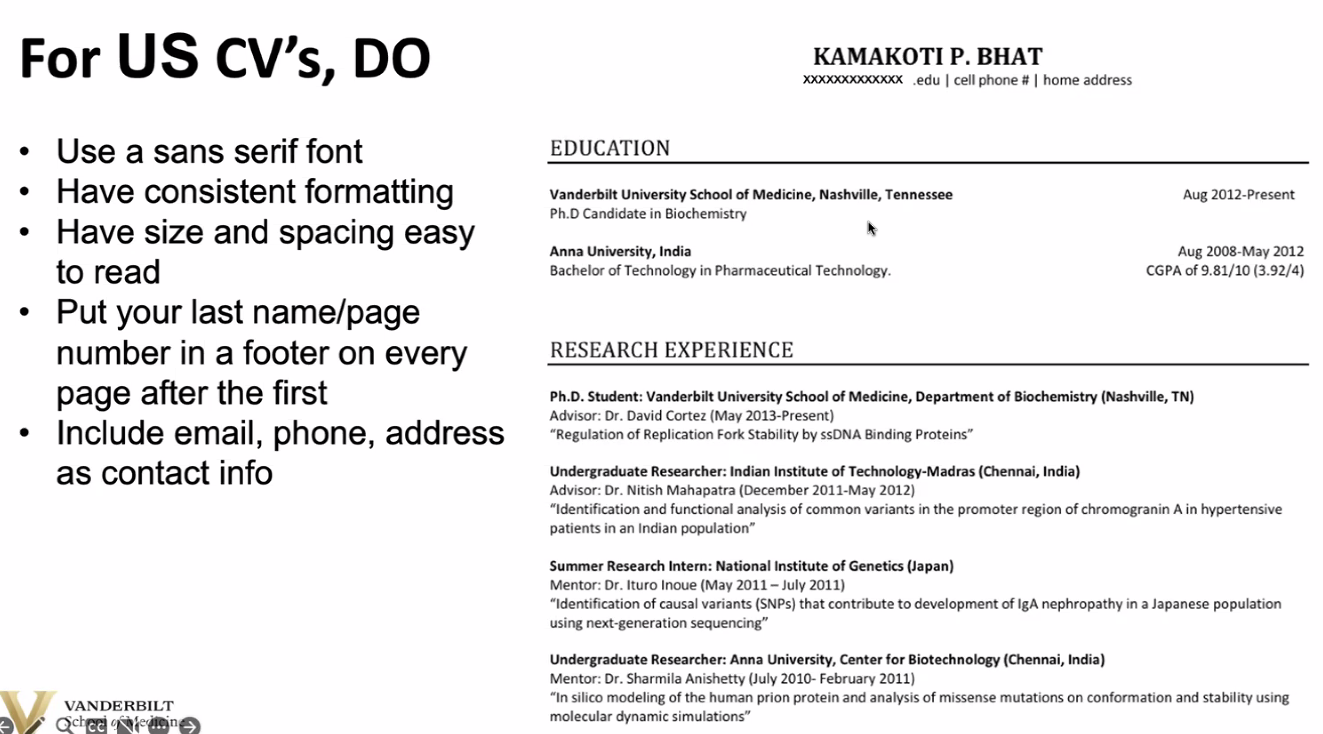 For US CV’s, DO
• Use a sans serif font
• Have consistent formatting
• Have size and spacing easy
to read
• Put your last name/page
number in a footer on every
page after the first
• Include email, phone, address
as contact info
VANDERBILT
School of Medicine
KAMAKOTI P. BHAT
xxxxxxxxxxxxx .edu | cell phone # | home address
EDUCATION
Vanderbilt University School of Medicine, Nashville, Tennessee Aug 2012-Present
Ph.D Candidate in Biochemistry
Anna University, India Aug 2008-May 2012
Bachelor of Technology in Pharmaceutical Technology. CGPA of 9.81/10 (3.92/4)
RESEARCH EXPERIENCE
Ph.D. Student: Vanderbilt University School of Medicine, Department of Biochemistry (Nashville, TN)
Advisor: Dr. David Cortez (May 2013-Present)
“Regulation of Replication Fork Stability by ssDNA Binding Proteins”
Undergraduate Researcher: Indian Institute of Technology-Madras (Chennai, India)
Advisor: Dr. Nitish Mahapatra (December 2011-May 2012)
“Identification and functional analysis of common variants in the promoter region of chromogranin A in hypertensive
patients in an Indian population”
Summer Research Intern: National Institute of Genetics (Japan)
Mentor: Dr. Ituro Inoue (May 2011 – July 2011)
“Identification of causal variants (SNPs) that contribute to development of IgA nephropathy in a Japanese population
using next-generation sequencing”
Undergraduate Researcher: Anna University, Center for Biotechnology (Chennai, India)
Mentor: Dr. Sharmila Anishetty (July 2010- February 2011)
“In silico modeling of the human prion protein and analysis of missense mutations on conformation and stability using
molecular dynamic simulations”